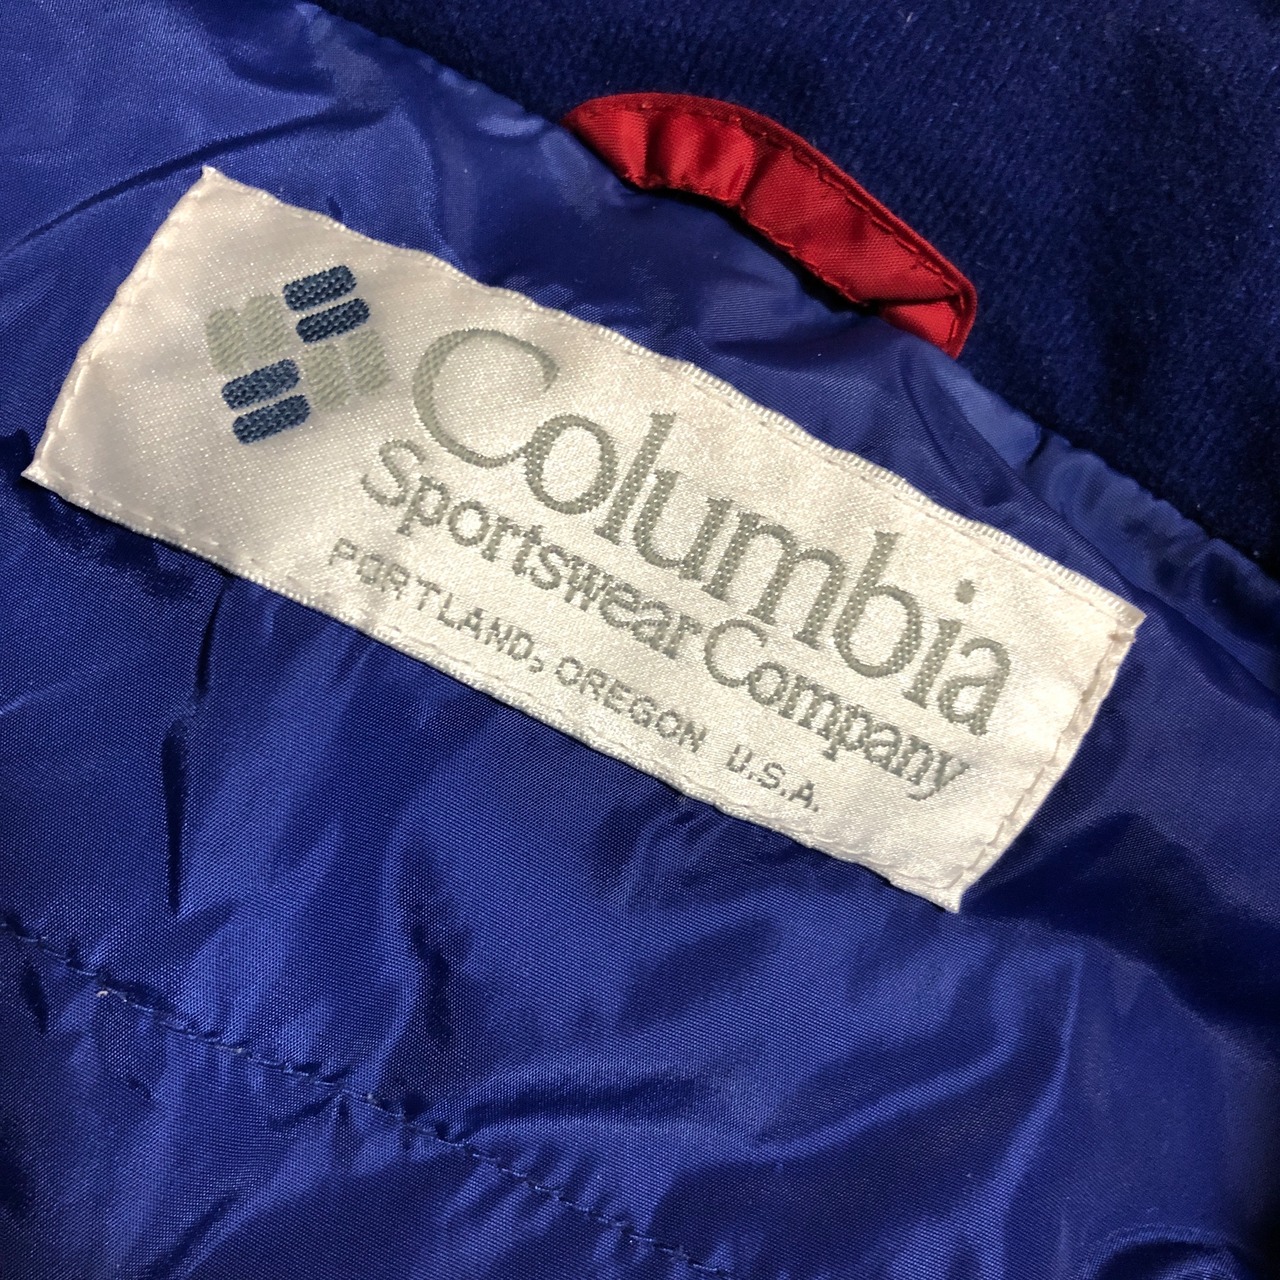 Columbia
Sportswear Company
PORTLAND, OREGON U.S.A.